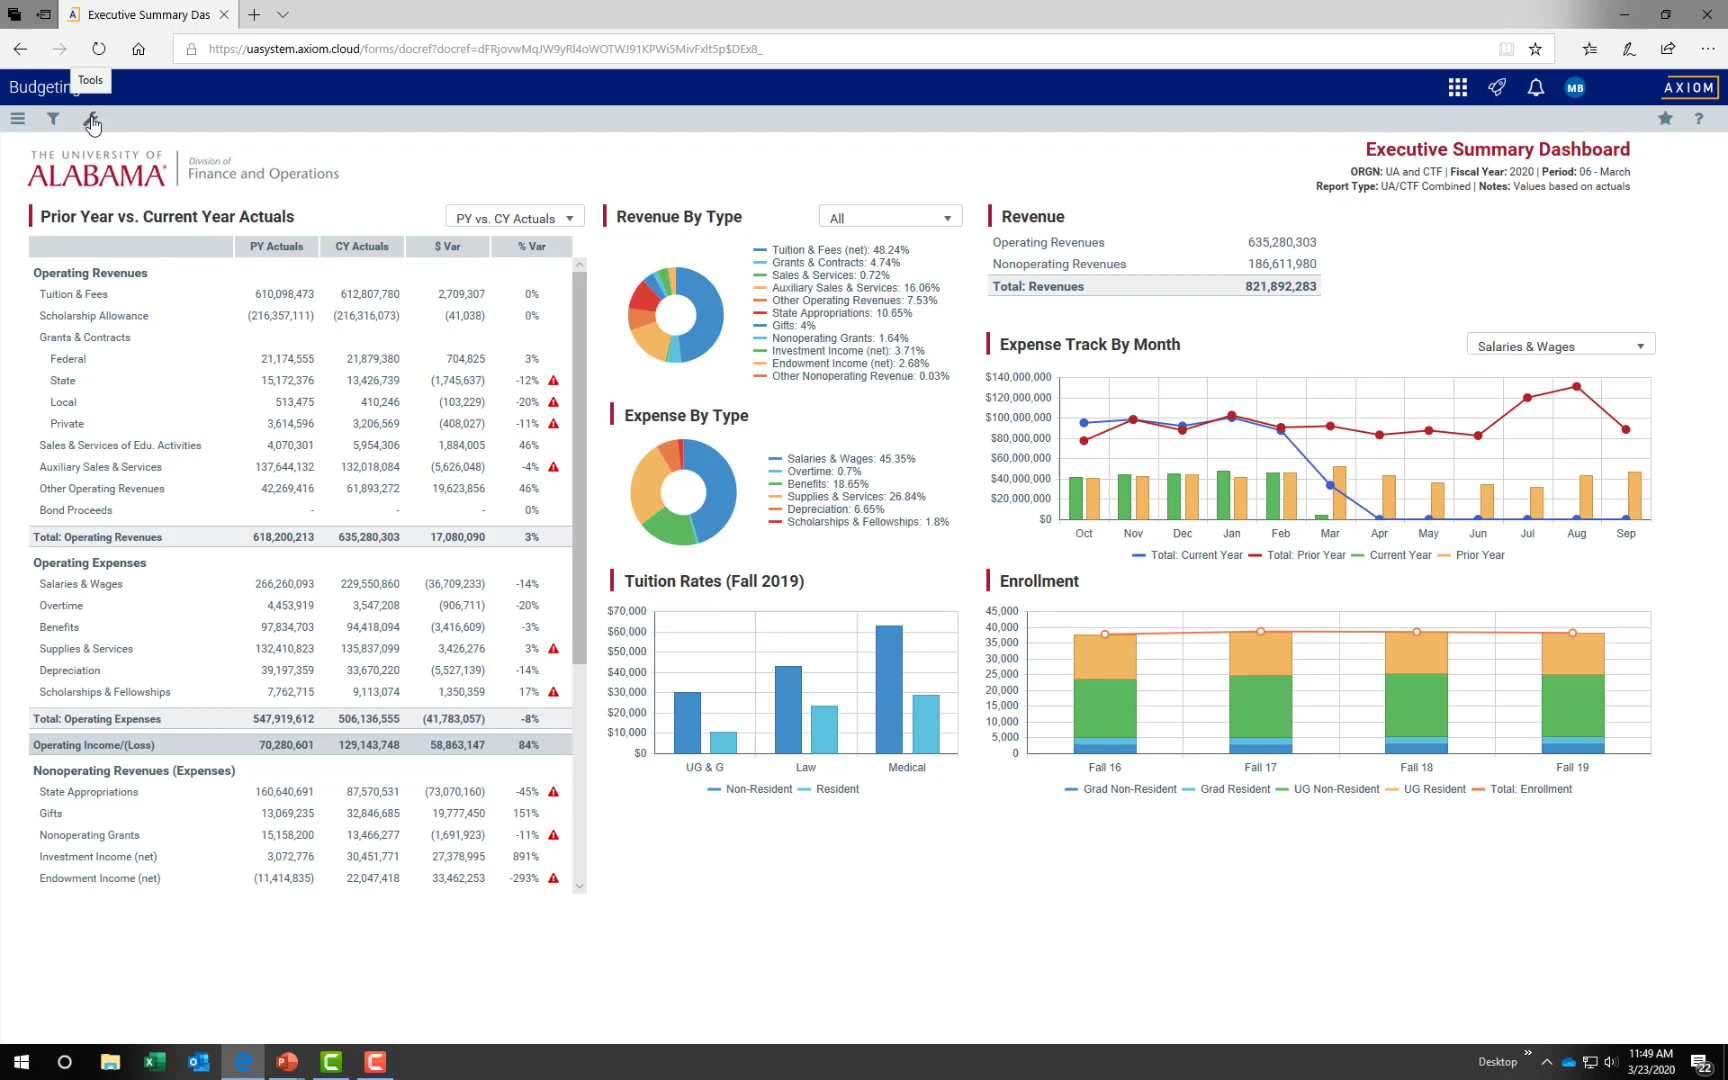 Executive Summary Das
https://uasystem.axiom.cloud/forms/docref?docref=dFRjovwMqJW9yRl4oWOTWJ91KPWi5MivFxlt5p$DEx8_
Tools
Budgeting
MB
AXIOM
?
THE UNIVERSITY OF
ALABAMA
Division of
Finance and Operations
Executive Summary Dashboard
ORGN: UA and CTF | Fiscal Year: 2020 | Period: 06 - March
Report Type: UA/CTF Combined | Notes: Values based on actuals
Prior Year vs. Current Year Actuals
PY vs. CY Actuals
PY Actuals CY Actuals $ Var % Var
Operating Revenues
Tuition & Fees 610,098,473 612,807,780 2,709,307 0%
Scholarship Allowance (216,357,111) (216,316,073) (41,038) 0%
Grants & Contracts
Federal 21,174,555 21,879,380 704,825 3%
State 15,172,376 13,426,739 (1,745,637) -12%
Local 513,475 410,246 (103,229) -20%
Private 3,614,596 3,206,569 (408,027) -11%
Sales & Services of Edu. Activities 4,070,301 5,954,306 1,884,005 46%
Auxiliary Sales & Services 137,644,132 132,018,084 (5,626,048) -4%
Other Operating Revenues 42,269,416 61,893,272 19,623,856 46%
Bond Proceeds - - - 0%
Total: Operating Revenues 618,200,213 635,280,303 17,080,090 3%
Operating Expenses
Salaries & Wages 266,260,093 229,550,860 (36,709,233) -14%
Overtime 4,453,919 3,547,208 (906,711) -20%
Benefits 97,834,703 94,418,094 (3,416,609) -3%
Supplies & Services 132,410,823 135,837,099 3,426,276 3%
Depreciation 39,197,359 33,670,220 (5,527,139) -14%
Scholarships & Fellowships 7,762,715 9,113,074 1,350,359 17%
Total: Operating Expenses 547,919,612 506,136,555 (41,783,057) -8%
Operating Income/(Loss) 70,280,601 129,143,748 58,863,147 84%
Nonoperating Revenues (Expenses)
State Appropriations 160,640,691 87,570,531 (73,070,160) -45%
Gifts 13,069,235 32,846,685 19,777,450 151%
Nonoperating Grants 15,158,200 13,466,277 (1,691,923) -11%
Investment Income (net) 3,072,776 30,451,771 27,378,995 891%
Endowment Income (net) (11,414,835) 22,047,418 33,462,253 -293%
Revenue By Type
All
Tuition & Fees (net): 48.24%
Grants & Contracts: 4.74%
Sales & Services: 0.72%
Auxiliary Sales & Services: 16.06%
Other Operating Revenues: 7.53%
State Appropriations: 10.65%
Gifts: 4%
Nonoperating Grants: 1.64%
Investment Income (net): 3.71%
Endowment Income (net): 2.68%
Other Nonoperating Revenue: 0.03%
Expense By Type
Salaries & Wages: 45.35%
Overtime: 0.7%
Benefits: 18.65%
Supplies & Services: 26.84%
Depreciation: 6.65%
Scholarships & Fellowships: 1.8%
Tuition Rates (Fall 2019)
$70,000
$60,000
$50,000
$40,000
$30,000
$20,000
$10,000
$0
UG & G Law Medical
Non-Resident Resident
Revenue
Operating Revenues 635,280,303
Nonoperating Revenues 186,611,980
Total: Revenues 821,892,283
Expense Track By Month
Salaries & Wages
$140,000,000
$120,000,000
$100,000,000
$80,000,000
$60,000,000
$40,000,000
$20,000,000
$0
Oct Nov Dec Jan Feb Mar Apr May Jun Jul Aug Sep
Total: Current Year Total: Prior Year Current Year Prior Year
Enrollment
45,000
40,000
35,000
30,000
25,000
20,000
15,000
10,000
5,000
0
Fall 16 Fall 17 Fall 18 Fall 19
Grad Non-Resident Grad Resident UG Non-Resident UG Resident Total: Enrollment
Desktop
11:49 AM
3/23/2020
22